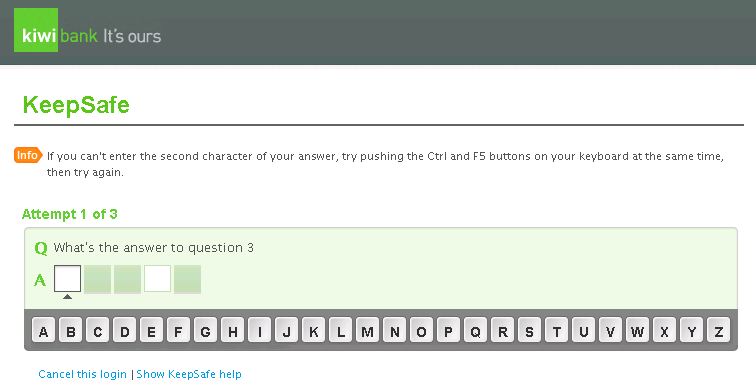 kiwi bank It's ours
KeepSafe
Info If you can't enter the second character of your answer, try pushing the Ctrl and F5 buttons on your keyboard at the same time,
then try again.
Attempt 1 of 3
Q What's the answer to question 3
A
A B C D E F G H I J K L M N O P Q R S T U V W X Y Z
Cancel this login | Show KeepSafe help